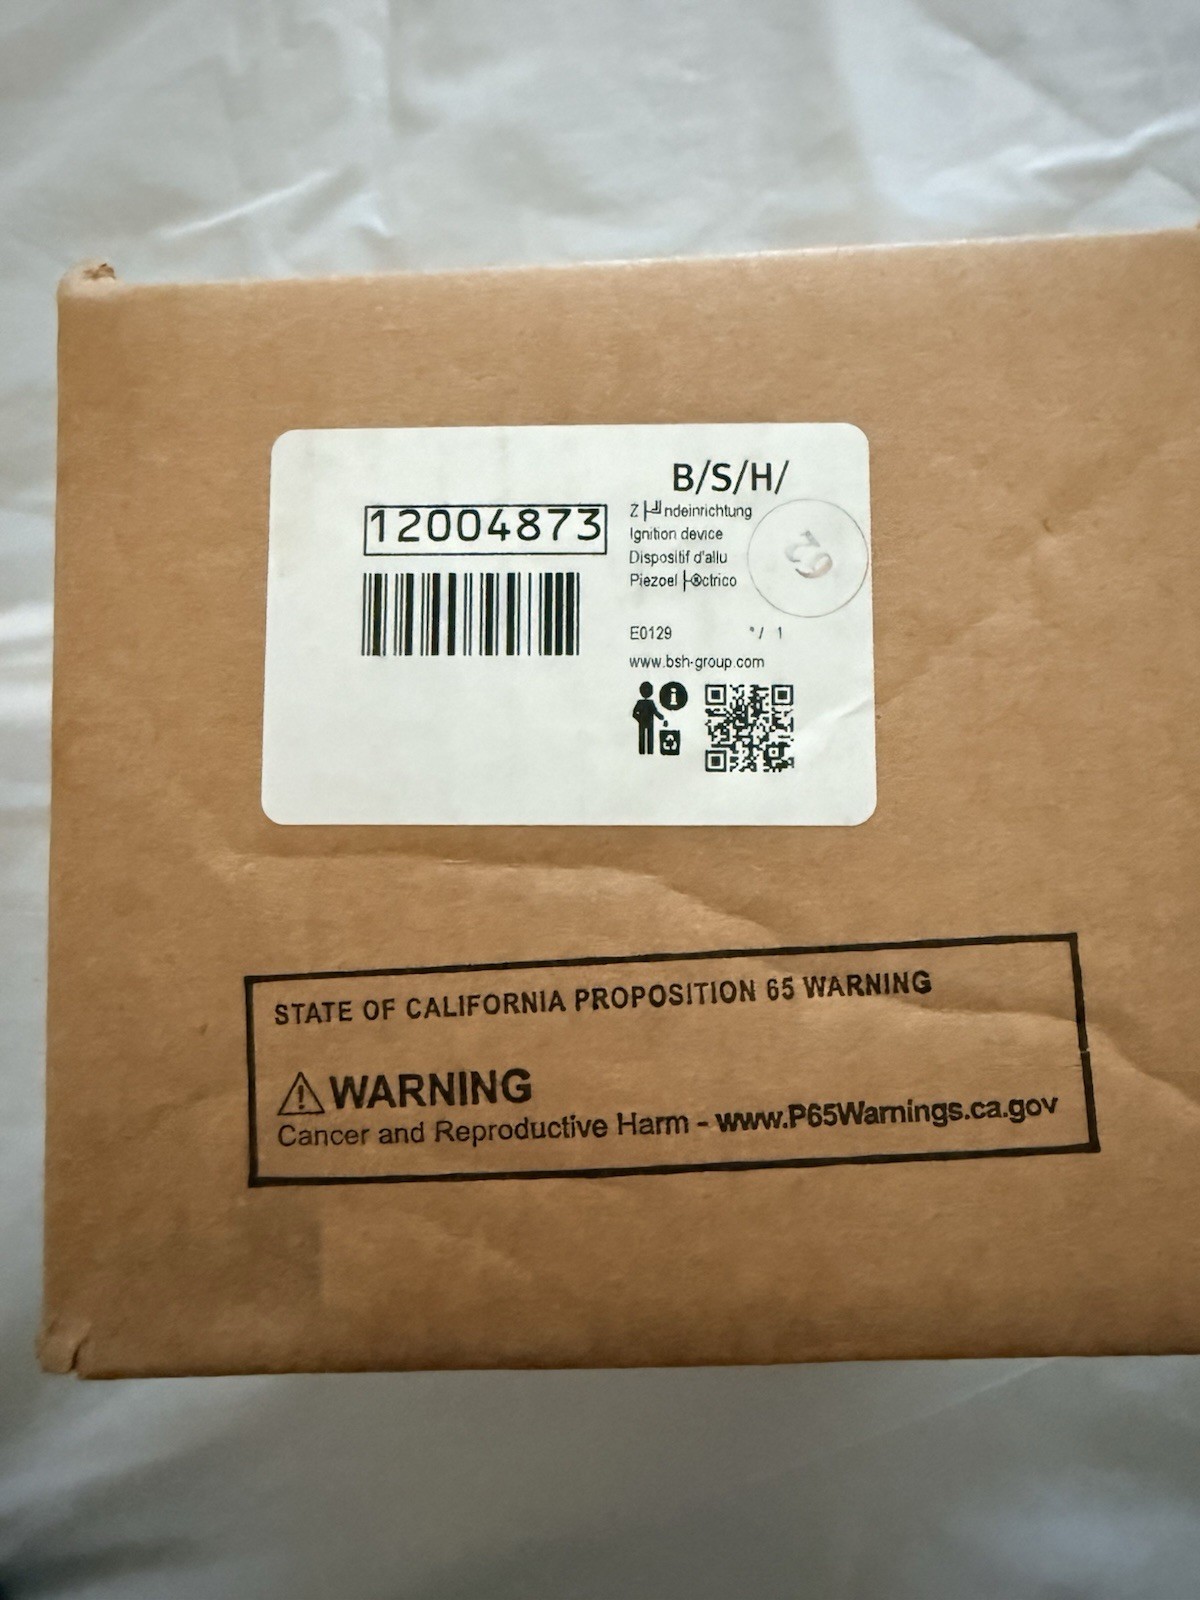 B/S/H/
12004873
Z├╝ndeinrichtung
Ignition device
Dispositif d'allu
Piezoel├®ctrico
62
E0129 */ 1
www.bsh-group.com
STATE OF CALIFORNIA PROPOSITION 65 WARNING
WARNING
Cancer and Reproductive Harm - www.P65Warnings.ca.gov